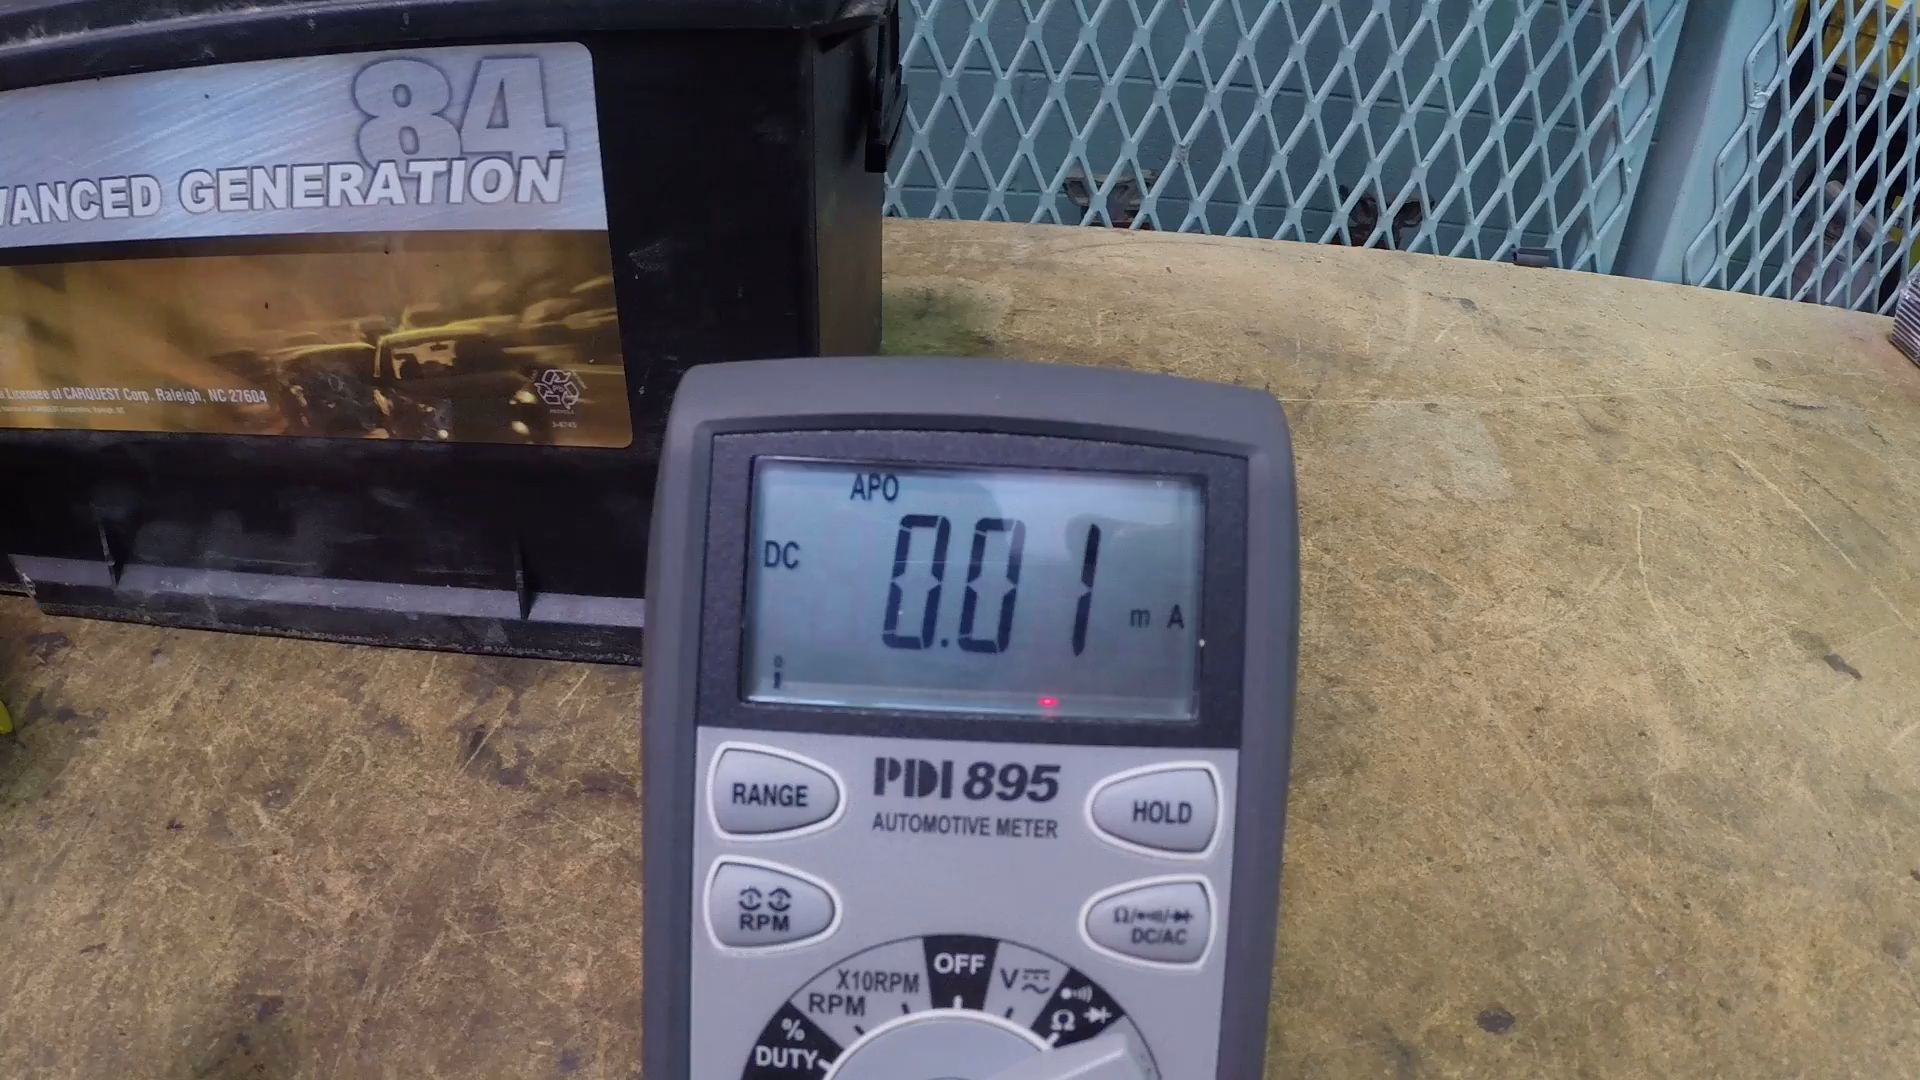 84
VANCED GENERATION
Licensee of CARQUEST Corp. Raleigh, NC 27604
RECYCLE
APO
DC
0.01
m A
PDI 895
AUTOMOTIVE METER
RANGE
HOLD
RPM
Ω/
DC/AC
OFF
X10RPM
V
RPM
Ω
%
DUTY